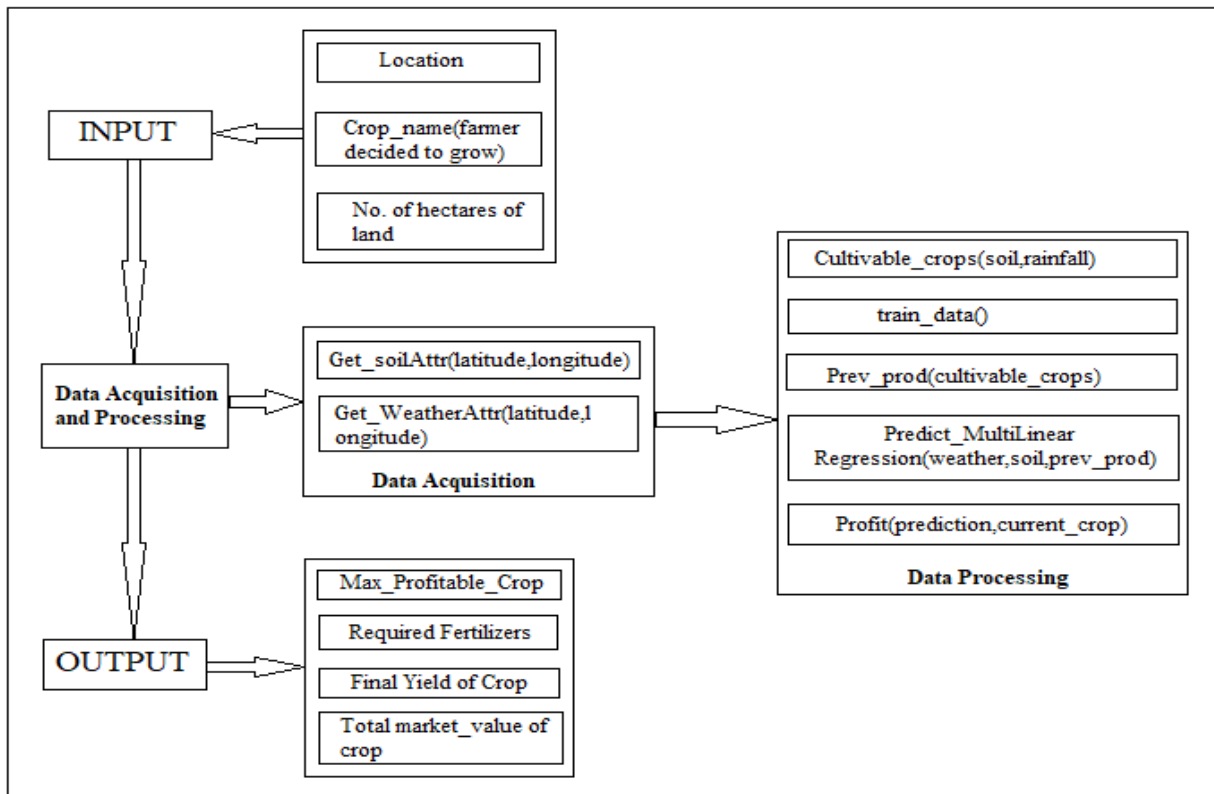 Location
INPUT
Crop_name(farmer
decided to grow)
No. of hectares of
land
Data Acquisition
and Processing
Get_soilAttr(latitude,longitude)
Get_WeatherAttr(latitude,l
ongitude)
Data Acquisition
Cultivable_crops(soil,rainfall)
train_data()
Prev_prod(cultivable_crops)
Predict_MultiLinear
Regression(weather,soil,prev_prod)
Profit(prediction,current_crop)
Data Processing
OUTPUT
Max_Profitable_Crop
Required Fertilizers
Final Yield of Crop
Total market_value of
crop